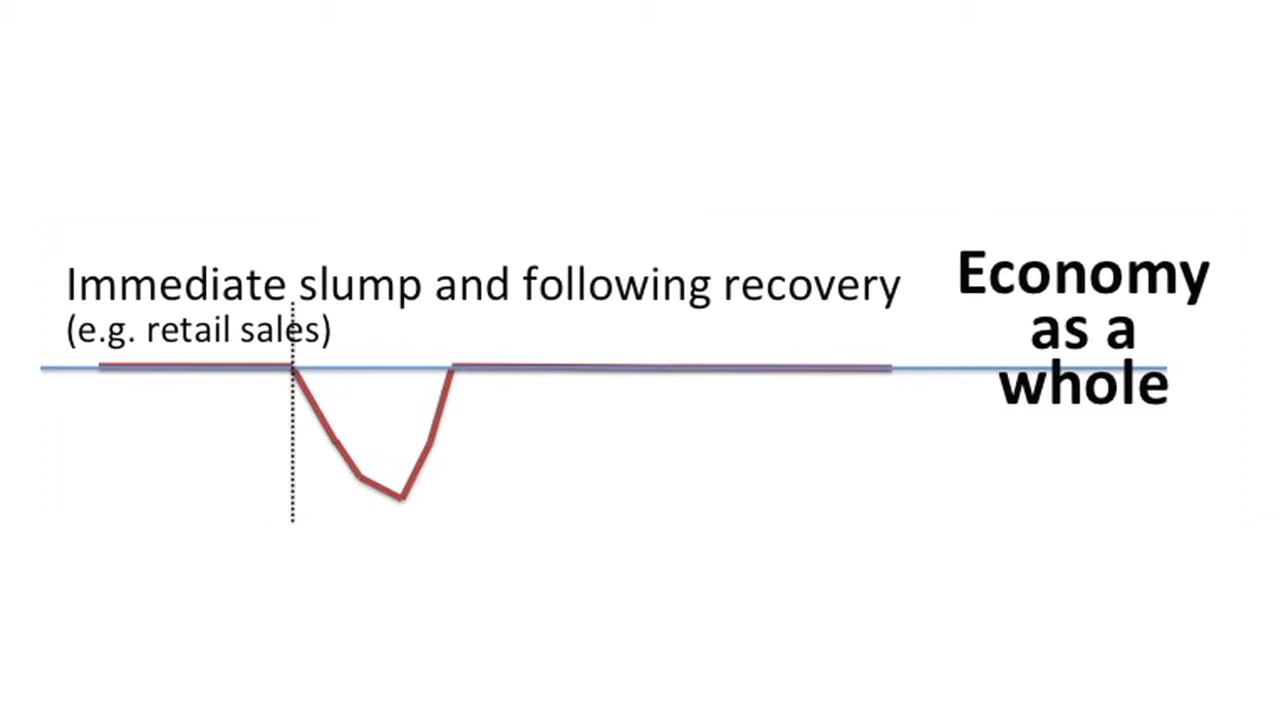 Immediate slump and following recovery
(e.g. retail sales)
Economy
as a
whole